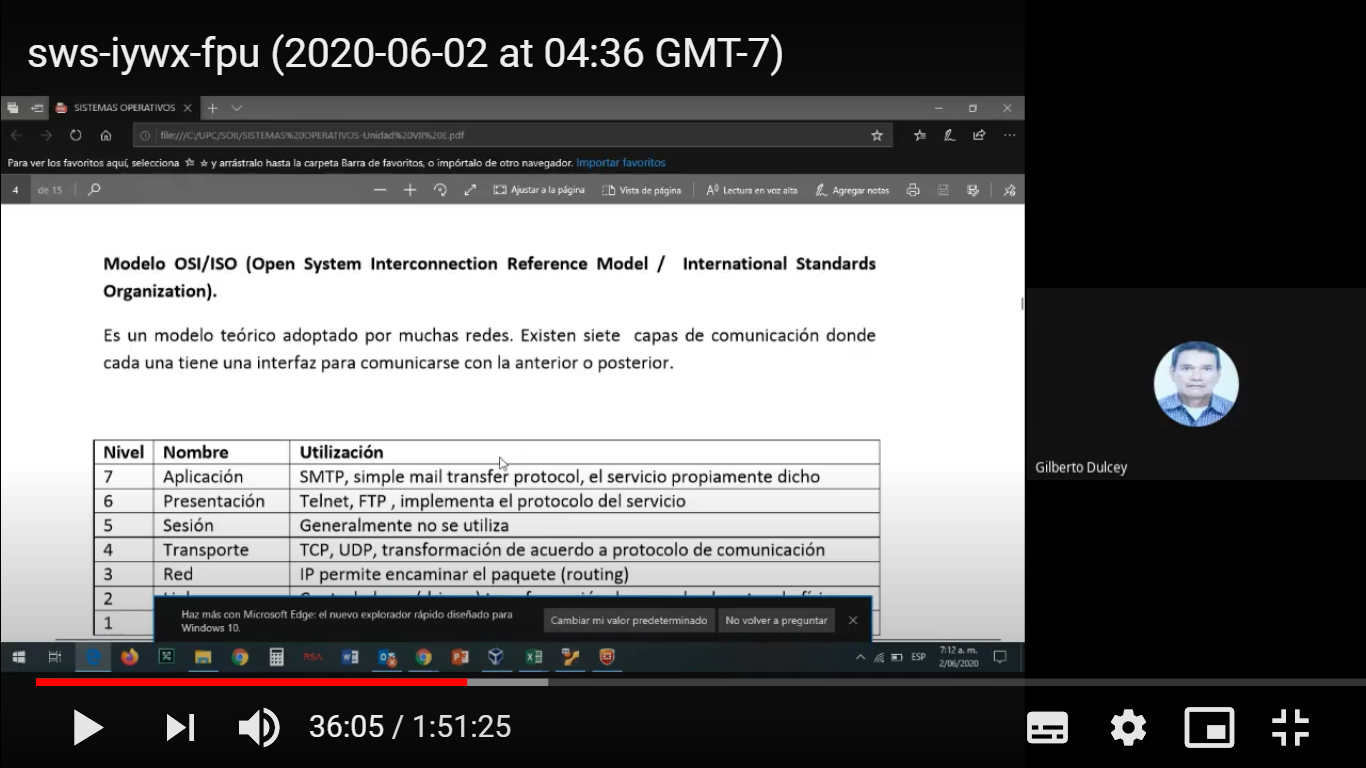 sws-iywx-fpu (2020-06-02 at 04:36 GMT-7)
SISTEMAS OPERATIVOS
file:///C:/UPC/SOII/SISTEMAS%20OPERATIVOS-Unidad%20VII%20E.pdf
Para ver los favoritos aquí, selecciona y arrástralo hasta la carpeta Barra de favoritos, o impórtalo de otro navegador. Importar favoritos
4 de 15 Ajustar a la página Vista de página Lectura en voz alta Agregar notas
Modelo OSI/ISO (Open System Interconnection Reference Model / International Standards
Organization).
Es un modelo teórico adoptado por muchas redes. Existen siete capas de comunicación donde
cada una tiene una interfaz para comunicarse con la anterior o posterior.
Nivel Nombre Utilización
7 Aplicación SMTP, simple mail transfer protocol, el servicio propiamente dicho
6 Presentación Telnet, FTP , implementa el protocolo del servicio
5 Sesión Generalmente no se utiliza
4 Transporte TCP, UDP, transformación de acuerdo a protocolo de comunicación
3 Red IP permite encaminar el paquete (routing)
2
1
Haz más con Microsoft Edge: el nuevo explorador rápido diseñado para
Windows 10.
Cambiar mi valor predeterminado No volver a preguntar
RSA
ESP
7:12 a. m.
2/06/2020
Gilberto Dulcey
36:05 / 1:51:25